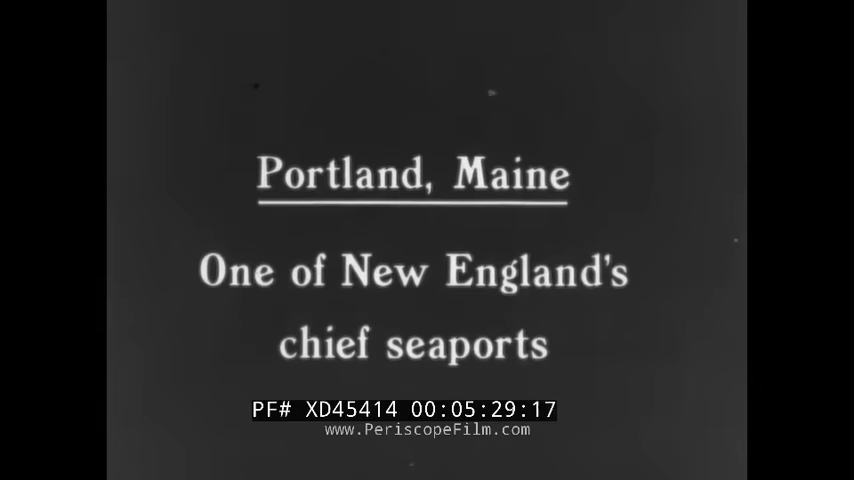 Portland, Maine
One of New England's
chief seaports
PF# XD45414 00:05:29:17
www.PeriscopeFilm.com